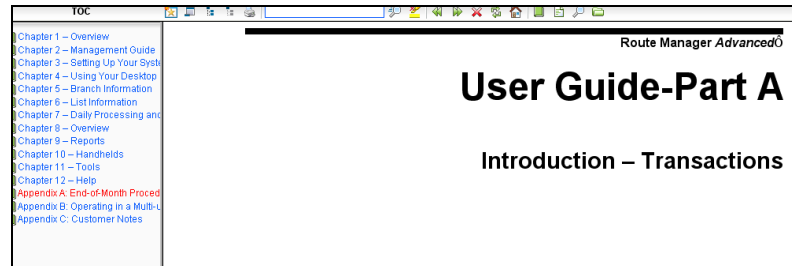 TOC
Chapter 1 – Overview
Chapter 2 – Management Guide
Chapter 3 – Setting Up Your Syste
Chapter 4 – Using Your Desktop
Chapter 5 – Branch Information
Chapter 6 – List Information
Chapter 7 – Daily Processing and
Chapter 8 – Overview
Chapter 9 – Reports
Chapter 10 – Handhelds
Chapter 11 – Tools
Chapter 12 – Help
Appendix A: End-of-Month Proced
Appendix B: Operating in a Multi-u
Appendix C: Customer Notes
Route Manager AdvancedÔ
User Guide-Part A
Introduction – Transactions